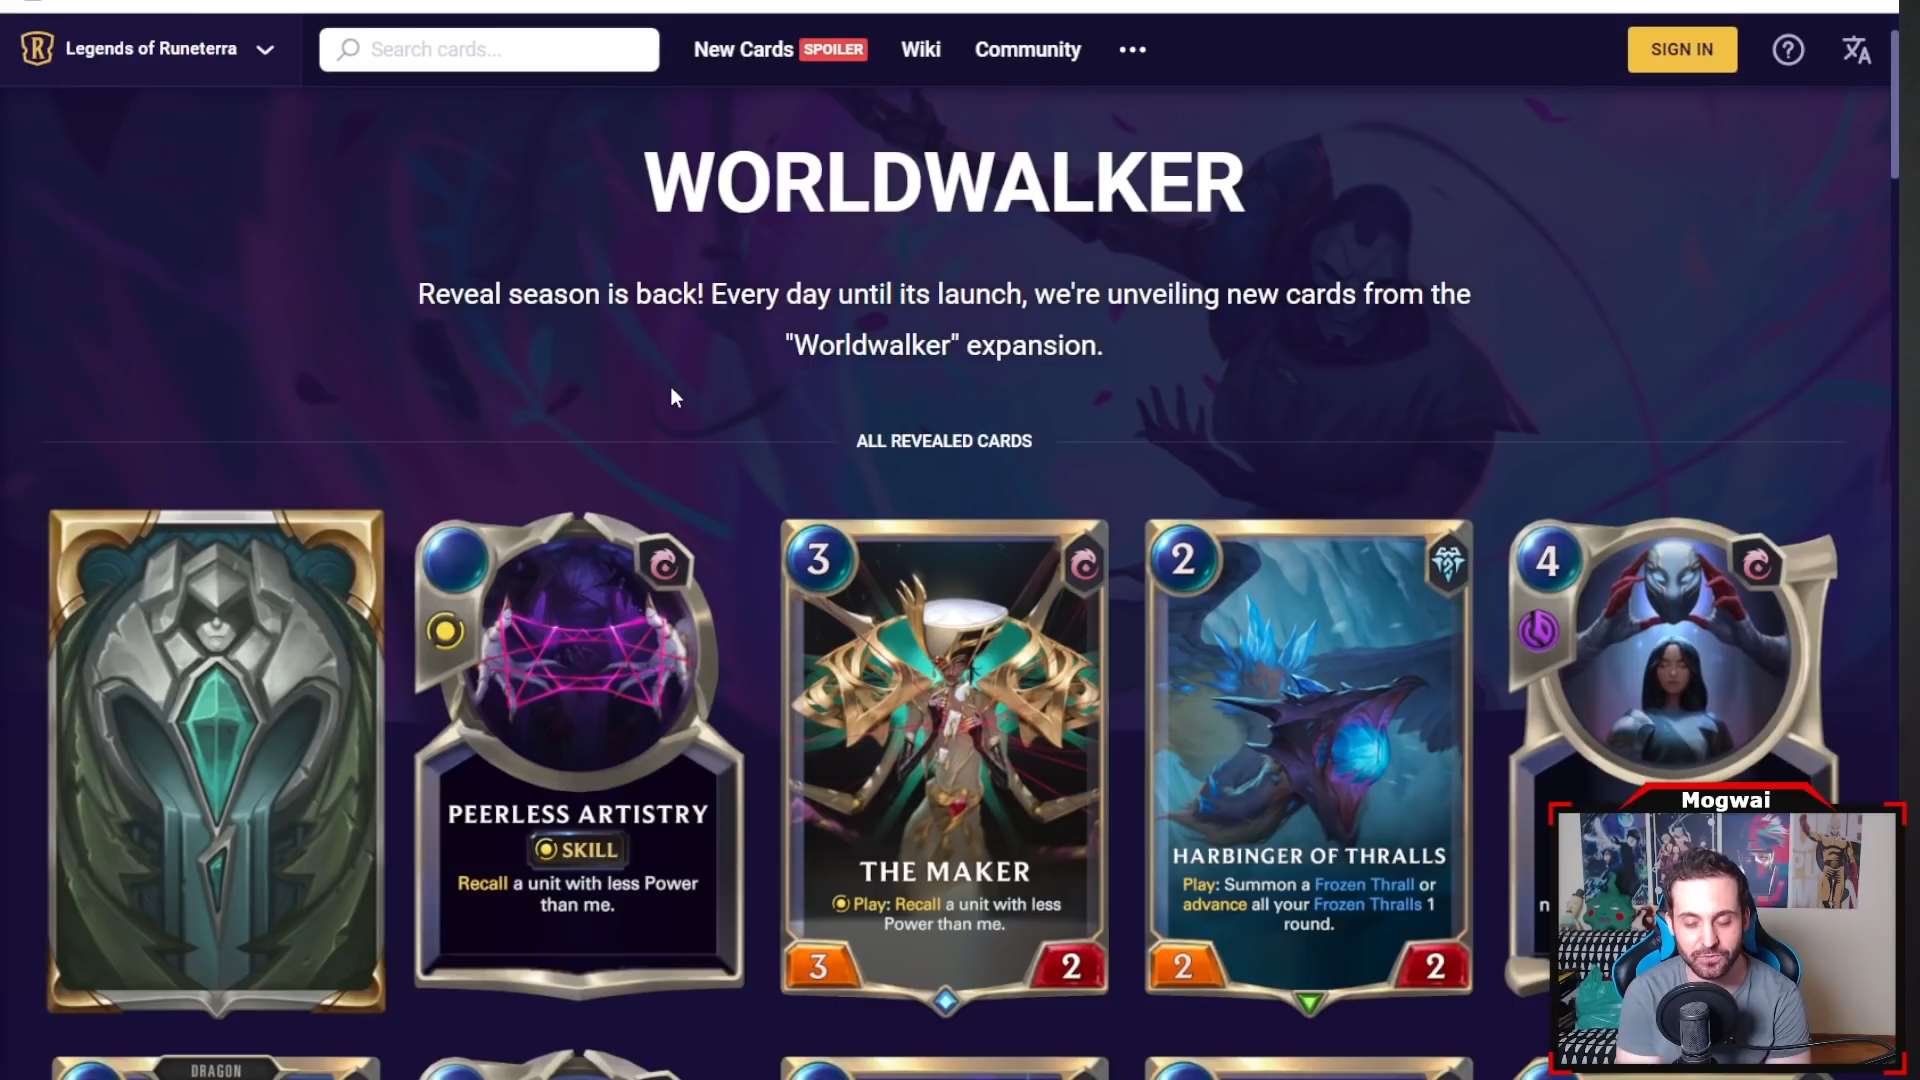 Legends of Runeterra
Search cards...
New Cards SPOILER
Wiki
Community
SIGN IN
WORLDWALKER
Reveal season is back! Every day until its launch, we're unveiling new cards from the
"Worldwalker" expansion.
ALL REVEALED CARDS
PEERLESS ARTISTRY
SKILL
Recall a unit with less Power
than me.
3
THE MAKER
Play: Recall a unit with less
Power than me.
3
2
2
HARBINGER OF THRALLS
Play: Summon a Frozen Thrall or
advance all your Frozen Thralls 1
round.
2
2
4
n
Mogwai
DRAGON